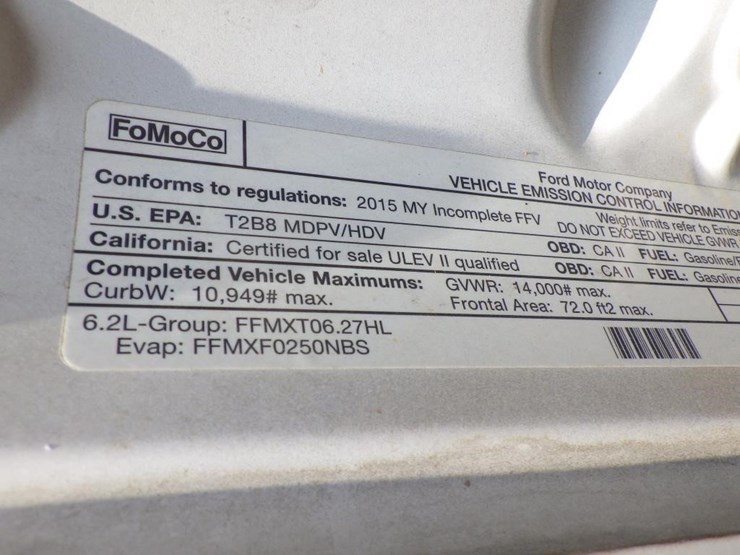 FoMoCo
Ford Motor Company
VEHICLE EMISSION CONTROL INFORMATION
Conforms to regulations: 2015 MY Incomplete FFV
Weight limits refer to
DO NOT EXCEED VEHICLE GVWR
U.S. EPA: T2B8 MDPV/HDV
OBD: CA II FUEL: Gasoline/
California: Certified for sale ULEV II qualified
OBD: CA II FUEL: Gasoline
Completed Vehicle Maximums: GVWR: 14,000# max.
CurbW: 10,949# max. Frontal Area: 72.0 ft2 max.
6.2L-Group: FFMXT06.27HL
Evap: FFMXF0250NBS